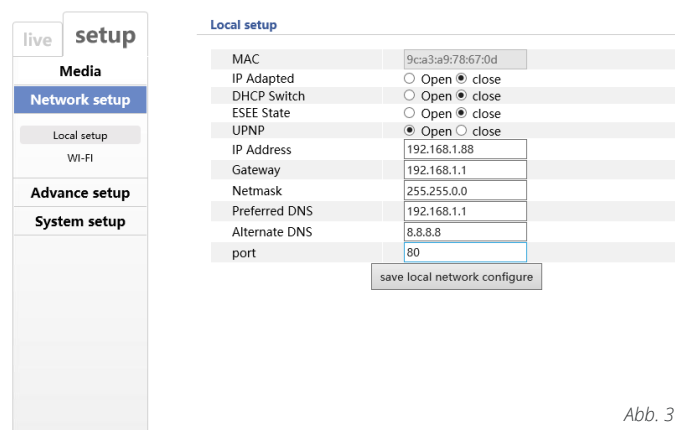 live
setup
Media
Network setup
Local setup
WI-FI
Advance setup
System setup
Local setup
MAC 9c:a3:a9:78:67:0d
IP Adapted Open close
DHCP Switch Open close
ESEE State Open close
UPNP Open close
IP Address 192.168.1.88
Gateway 192.168.1.1
Netmask 255.255.0.0
Preferred DNS 192.168.1.1
Alternate DNS 8.8.8.8
port 80
save local network configure
Abb. 3